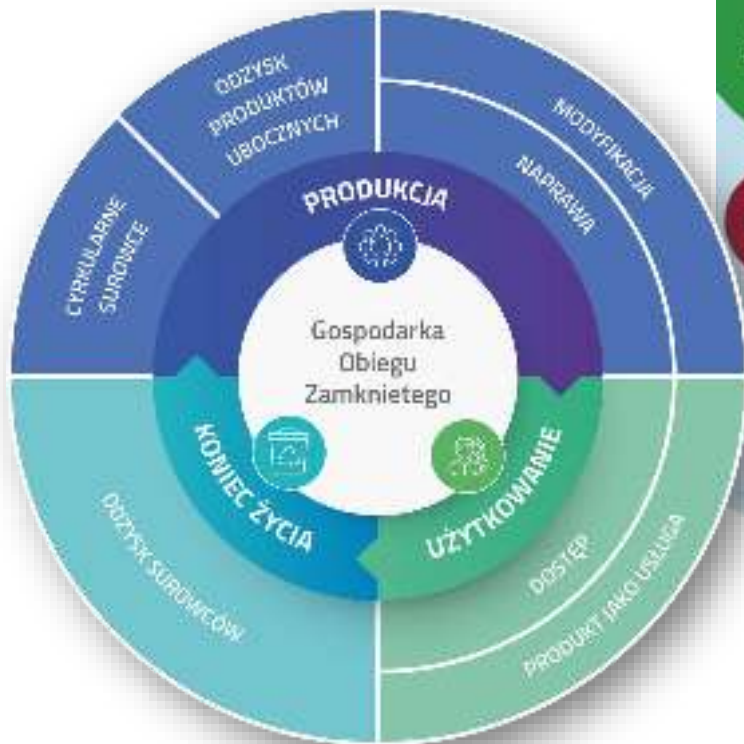 ODZYSK
PRODUKTÓW
UBOCZNYCH
MODYFIKACJA
NAPRAWA
CYRKULARNE
SUROWCE
PRODUKCJA
Gospodarka
Obiegu
Zamknietego
KONIEC ŻYCIA
UŻYTKOWANIE
ODZYSK SUROWCÓW
DOSTĘP
PRODUKT JAKO USŁUGA